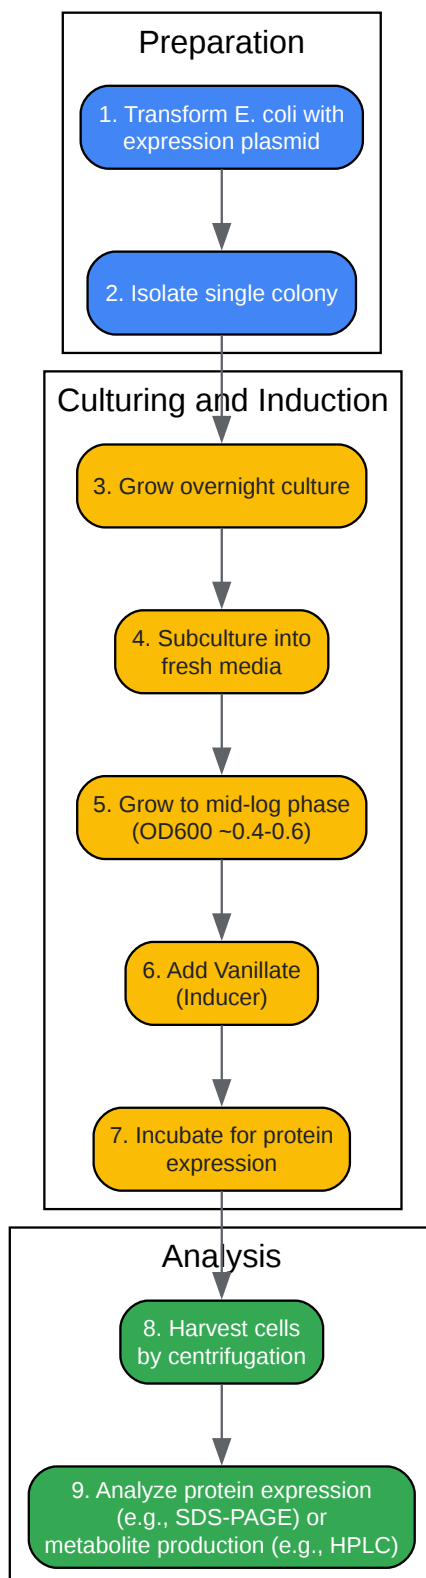 Preparation
1. Transform E. coli with
expression plasmid
2. Isolate single colony
Culturing and Induction
3. Grow overnight culture
4. Subculture into
fresh media
5. Grow to mid-log phase
(OD600 ~0.4-0.6)
6. Add Vanillate
(Inducer)
7. Incubate for protein
expression
Analysis
8. Harvest cells
by centrifugation
9. Analyze protein expression
(e.g., SDS-PAGE) or
metabolite production (e.g., HPLC)